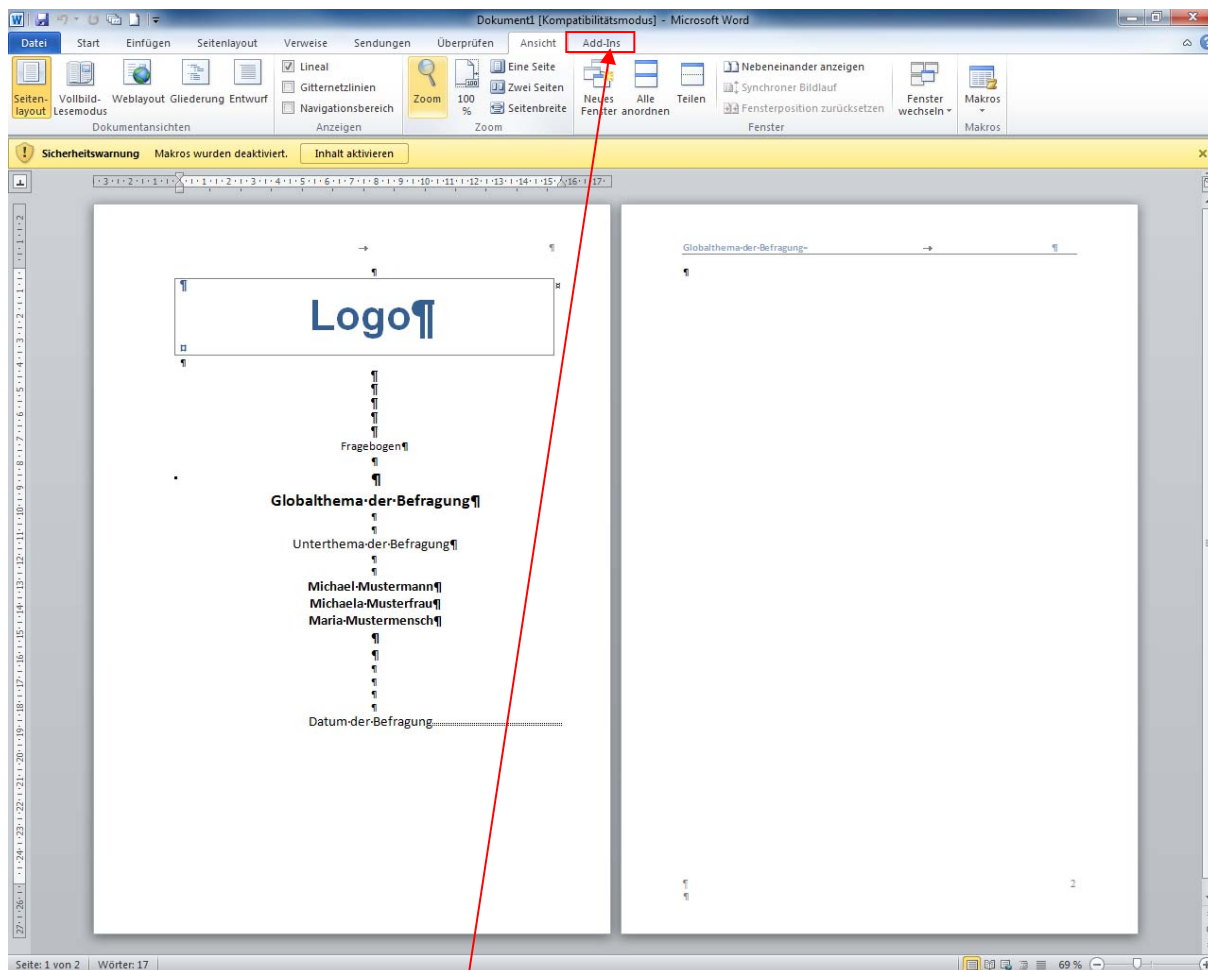 Dokument1 [Kompatibilitätsmodus] - Microsoft Word
Datei Start Einfügen Seitenlayout Verweise Sendungen Überprüfen Ansicht Add-Ins
Seiten-layout Vollbild-Lesemodus Weblayout Gliederung Entwurf
Dokumentansichten
Lineal
Gitternetzlinien
Navigationsbereich
Anzeigen
Zoom 100 %
Eine Seite
Zwei Seiten
Seitenbreite
Zoom
Neues Fenster Alle anordnen Teilen
Nebeneinander anzeigen
Synchroner Bildlauf
Fensterposition zurücksetzen
Fenster wechseln
Fenster
Makros
Makros
Sicherheitswarnung Makros wurden deaktiviert. Inhalt aktivieren
Logo¶
Fragebogen¶
Globalthema·der·Befragung¶
Unterthema·der·Befragung¶
Michael·Mustermann¶
Michaela·Musterfrau¶
Maria·Mustermensch¶
Datum·der·Befragung
Globalthema·der·Befragung·
2
Seite: 1 von 2 Wörter: 17 69 %